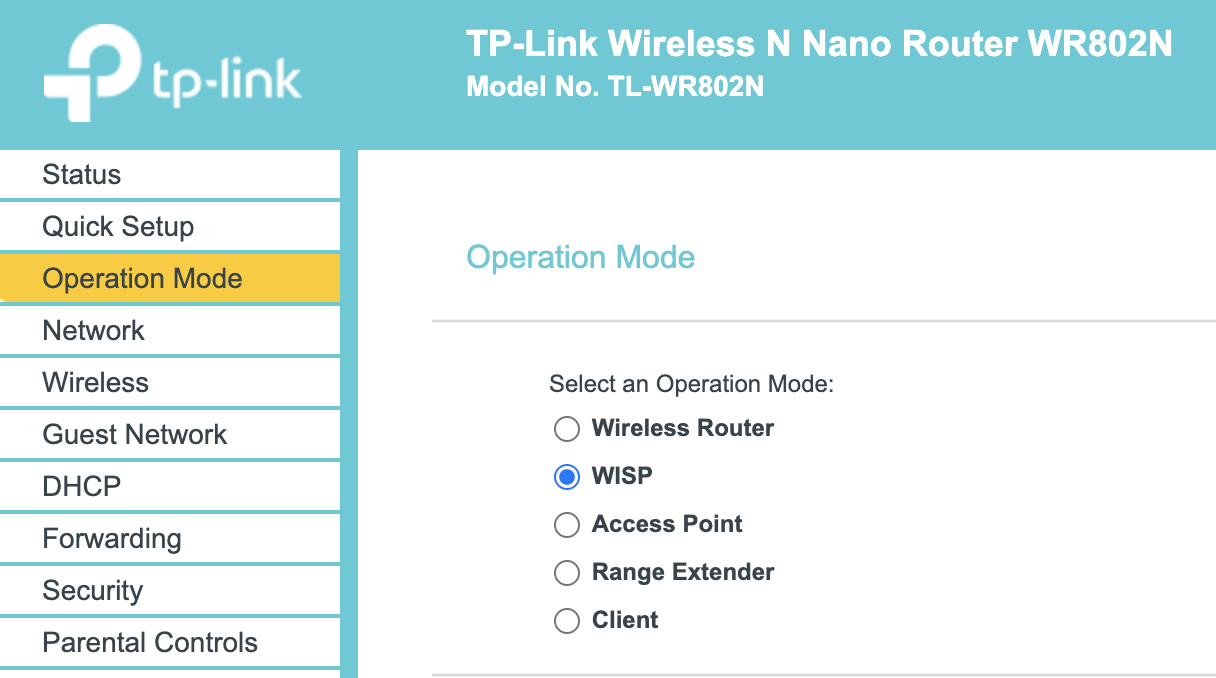 tp-link
TP-Link Wireless N Nano Router WR802N
Model No. TL-WR802N
Status
Quick Setup
Operation Mode
Network
Wireless
Guest Network
DHCP
Forwarding
Security
Parental Controls
Operation Mode
Select an Operation Mode:
Wireless Router
WISP
Access Point
Range Extender
Client